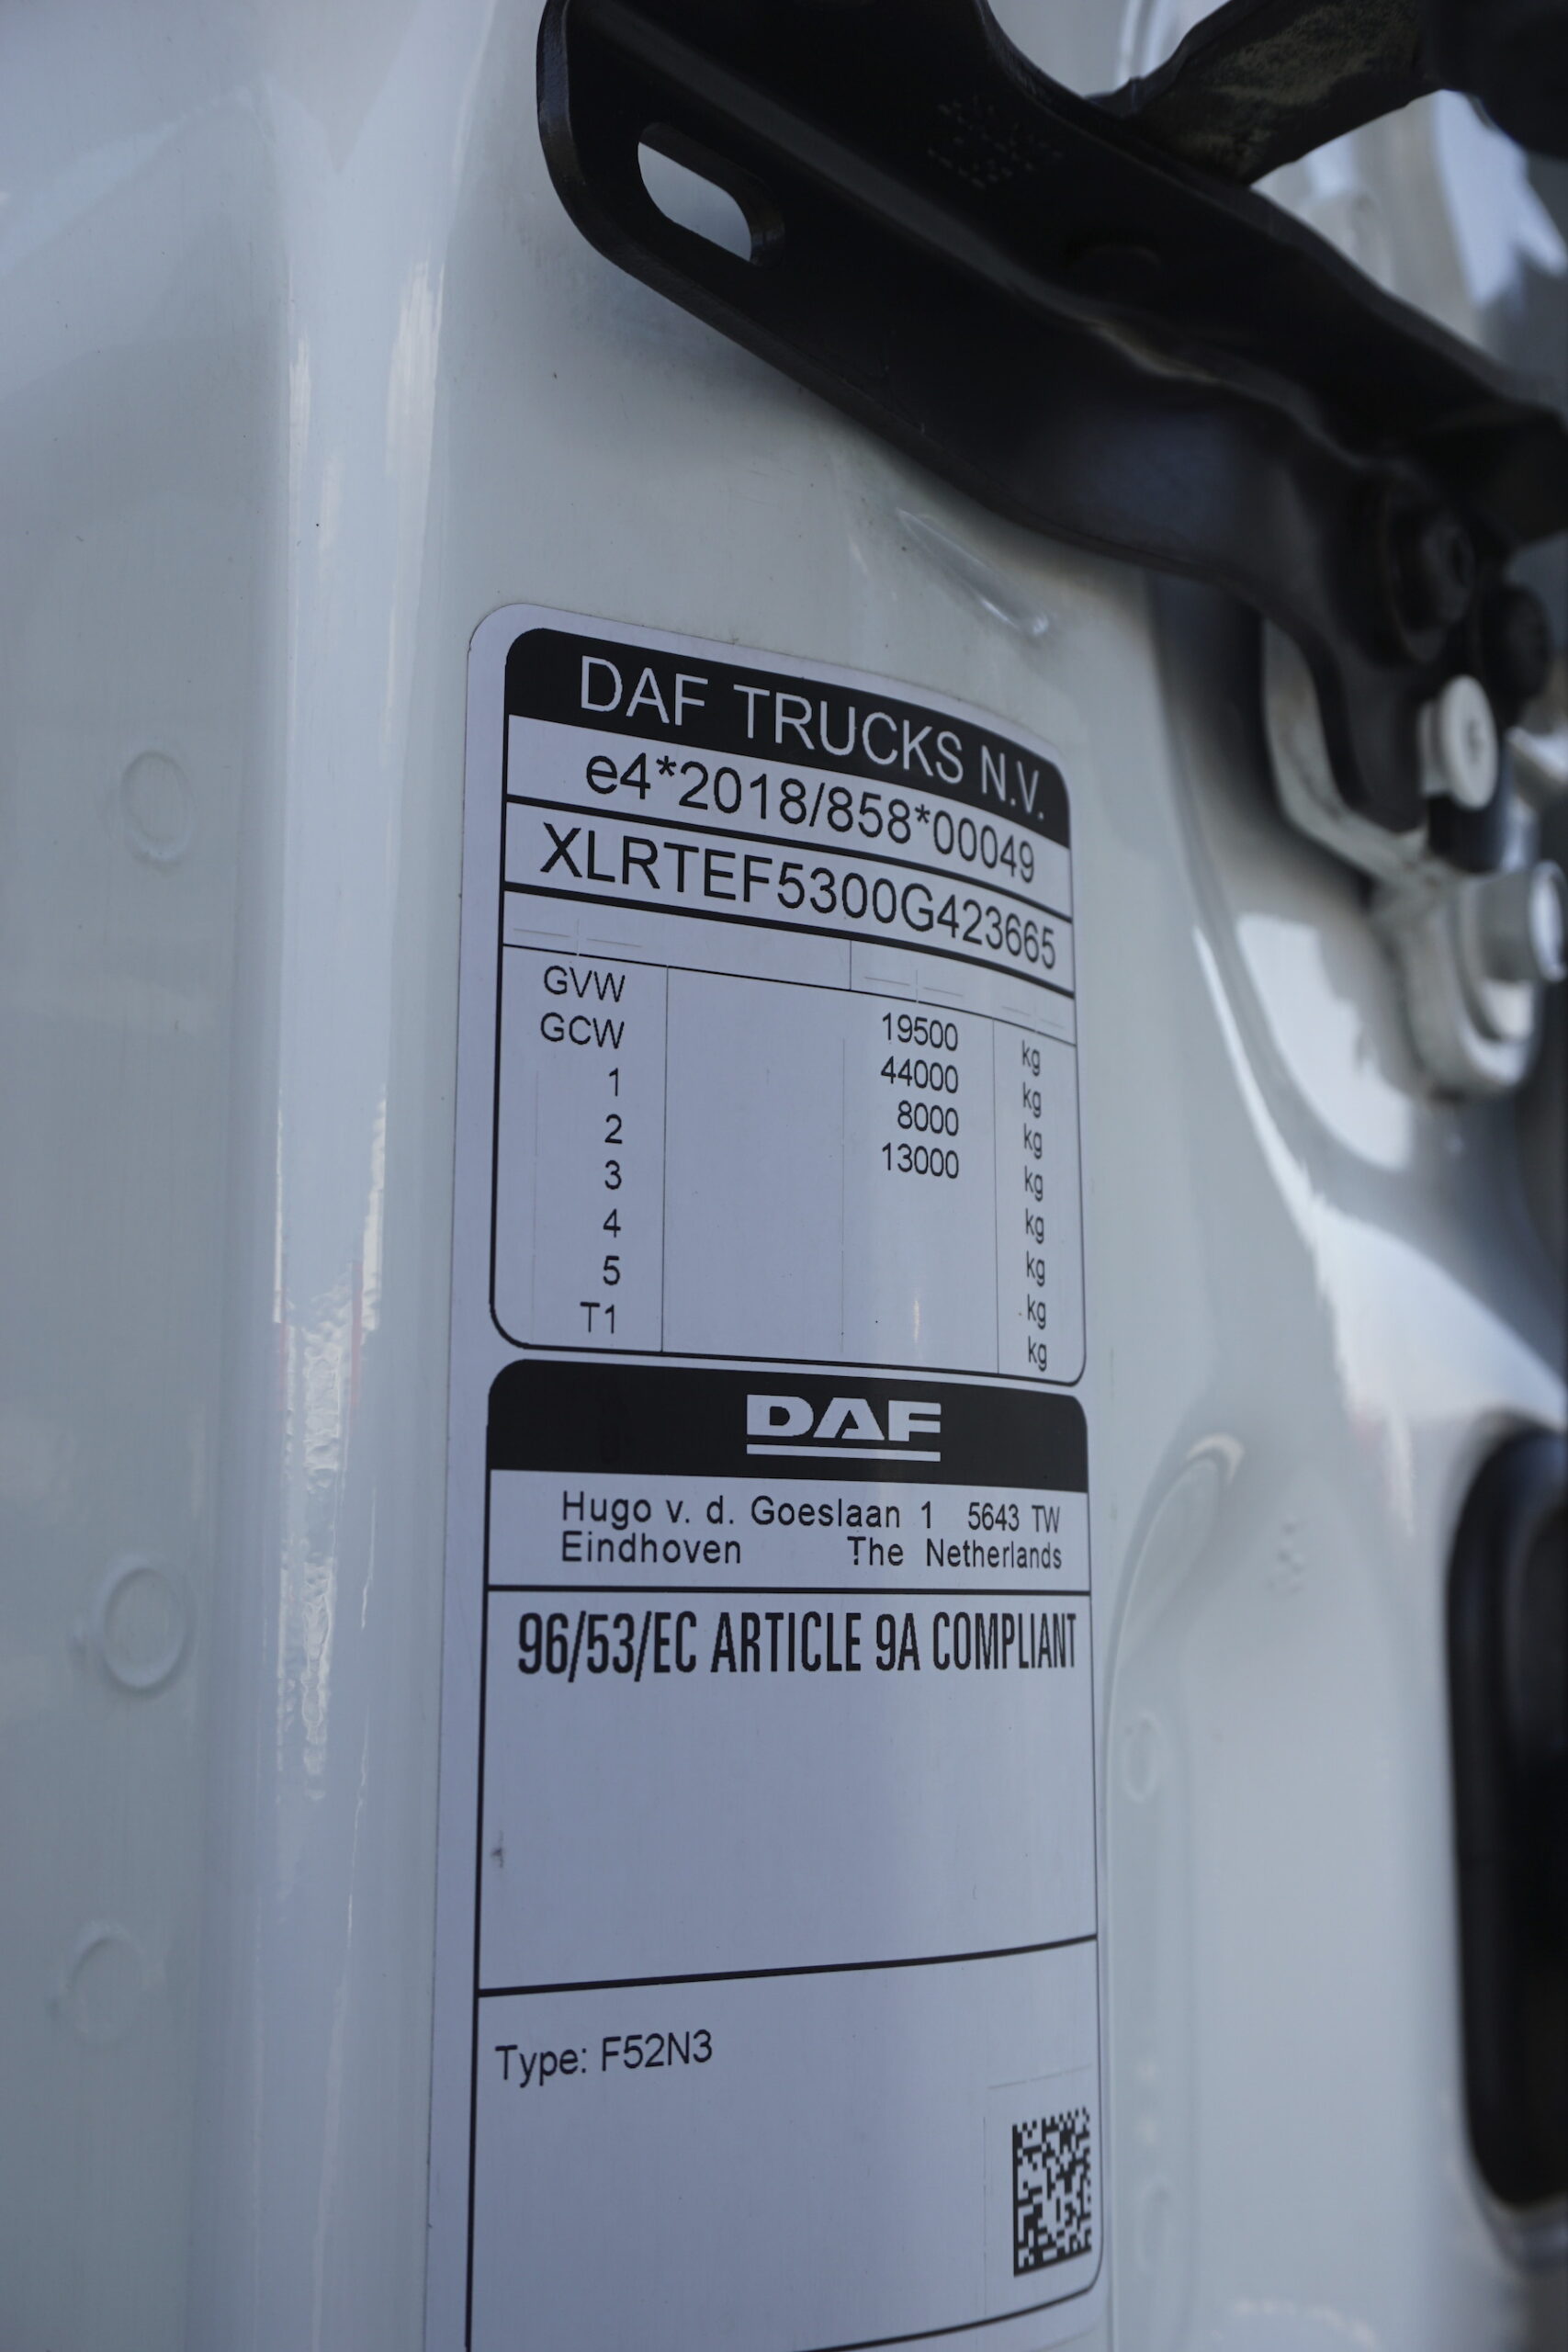 DAF TRUCKS N.V.
e4*2018/858*00049
XLRTEF5300G423665
GVW 19500 kg
GCW 44000 kg
1 8000 kg
2 13000 kg
3 kg
4 kg
5 kg
T1 kg
DAF
Hugo v. d. Goeslaan 1 5643 TW
Eindhoven The Netherlands
96/53/EC ARTICLE 9A COMPLIANT
Type: F52N3